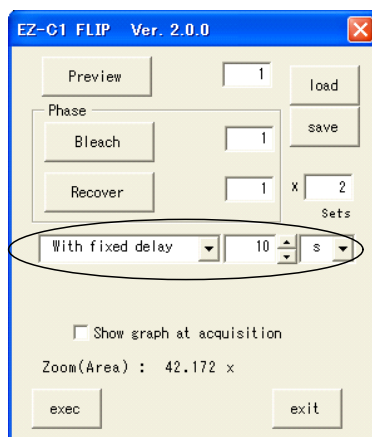 EZ-C1 FLIP Ver. 2.0.0
Preview 1 load
Phase
Bleach 1 save
Recover 1 x 2
Sets
With fixed delay 10 s
Show graph at acquisition
Zoom(Area) : 42.172 x
exec exit